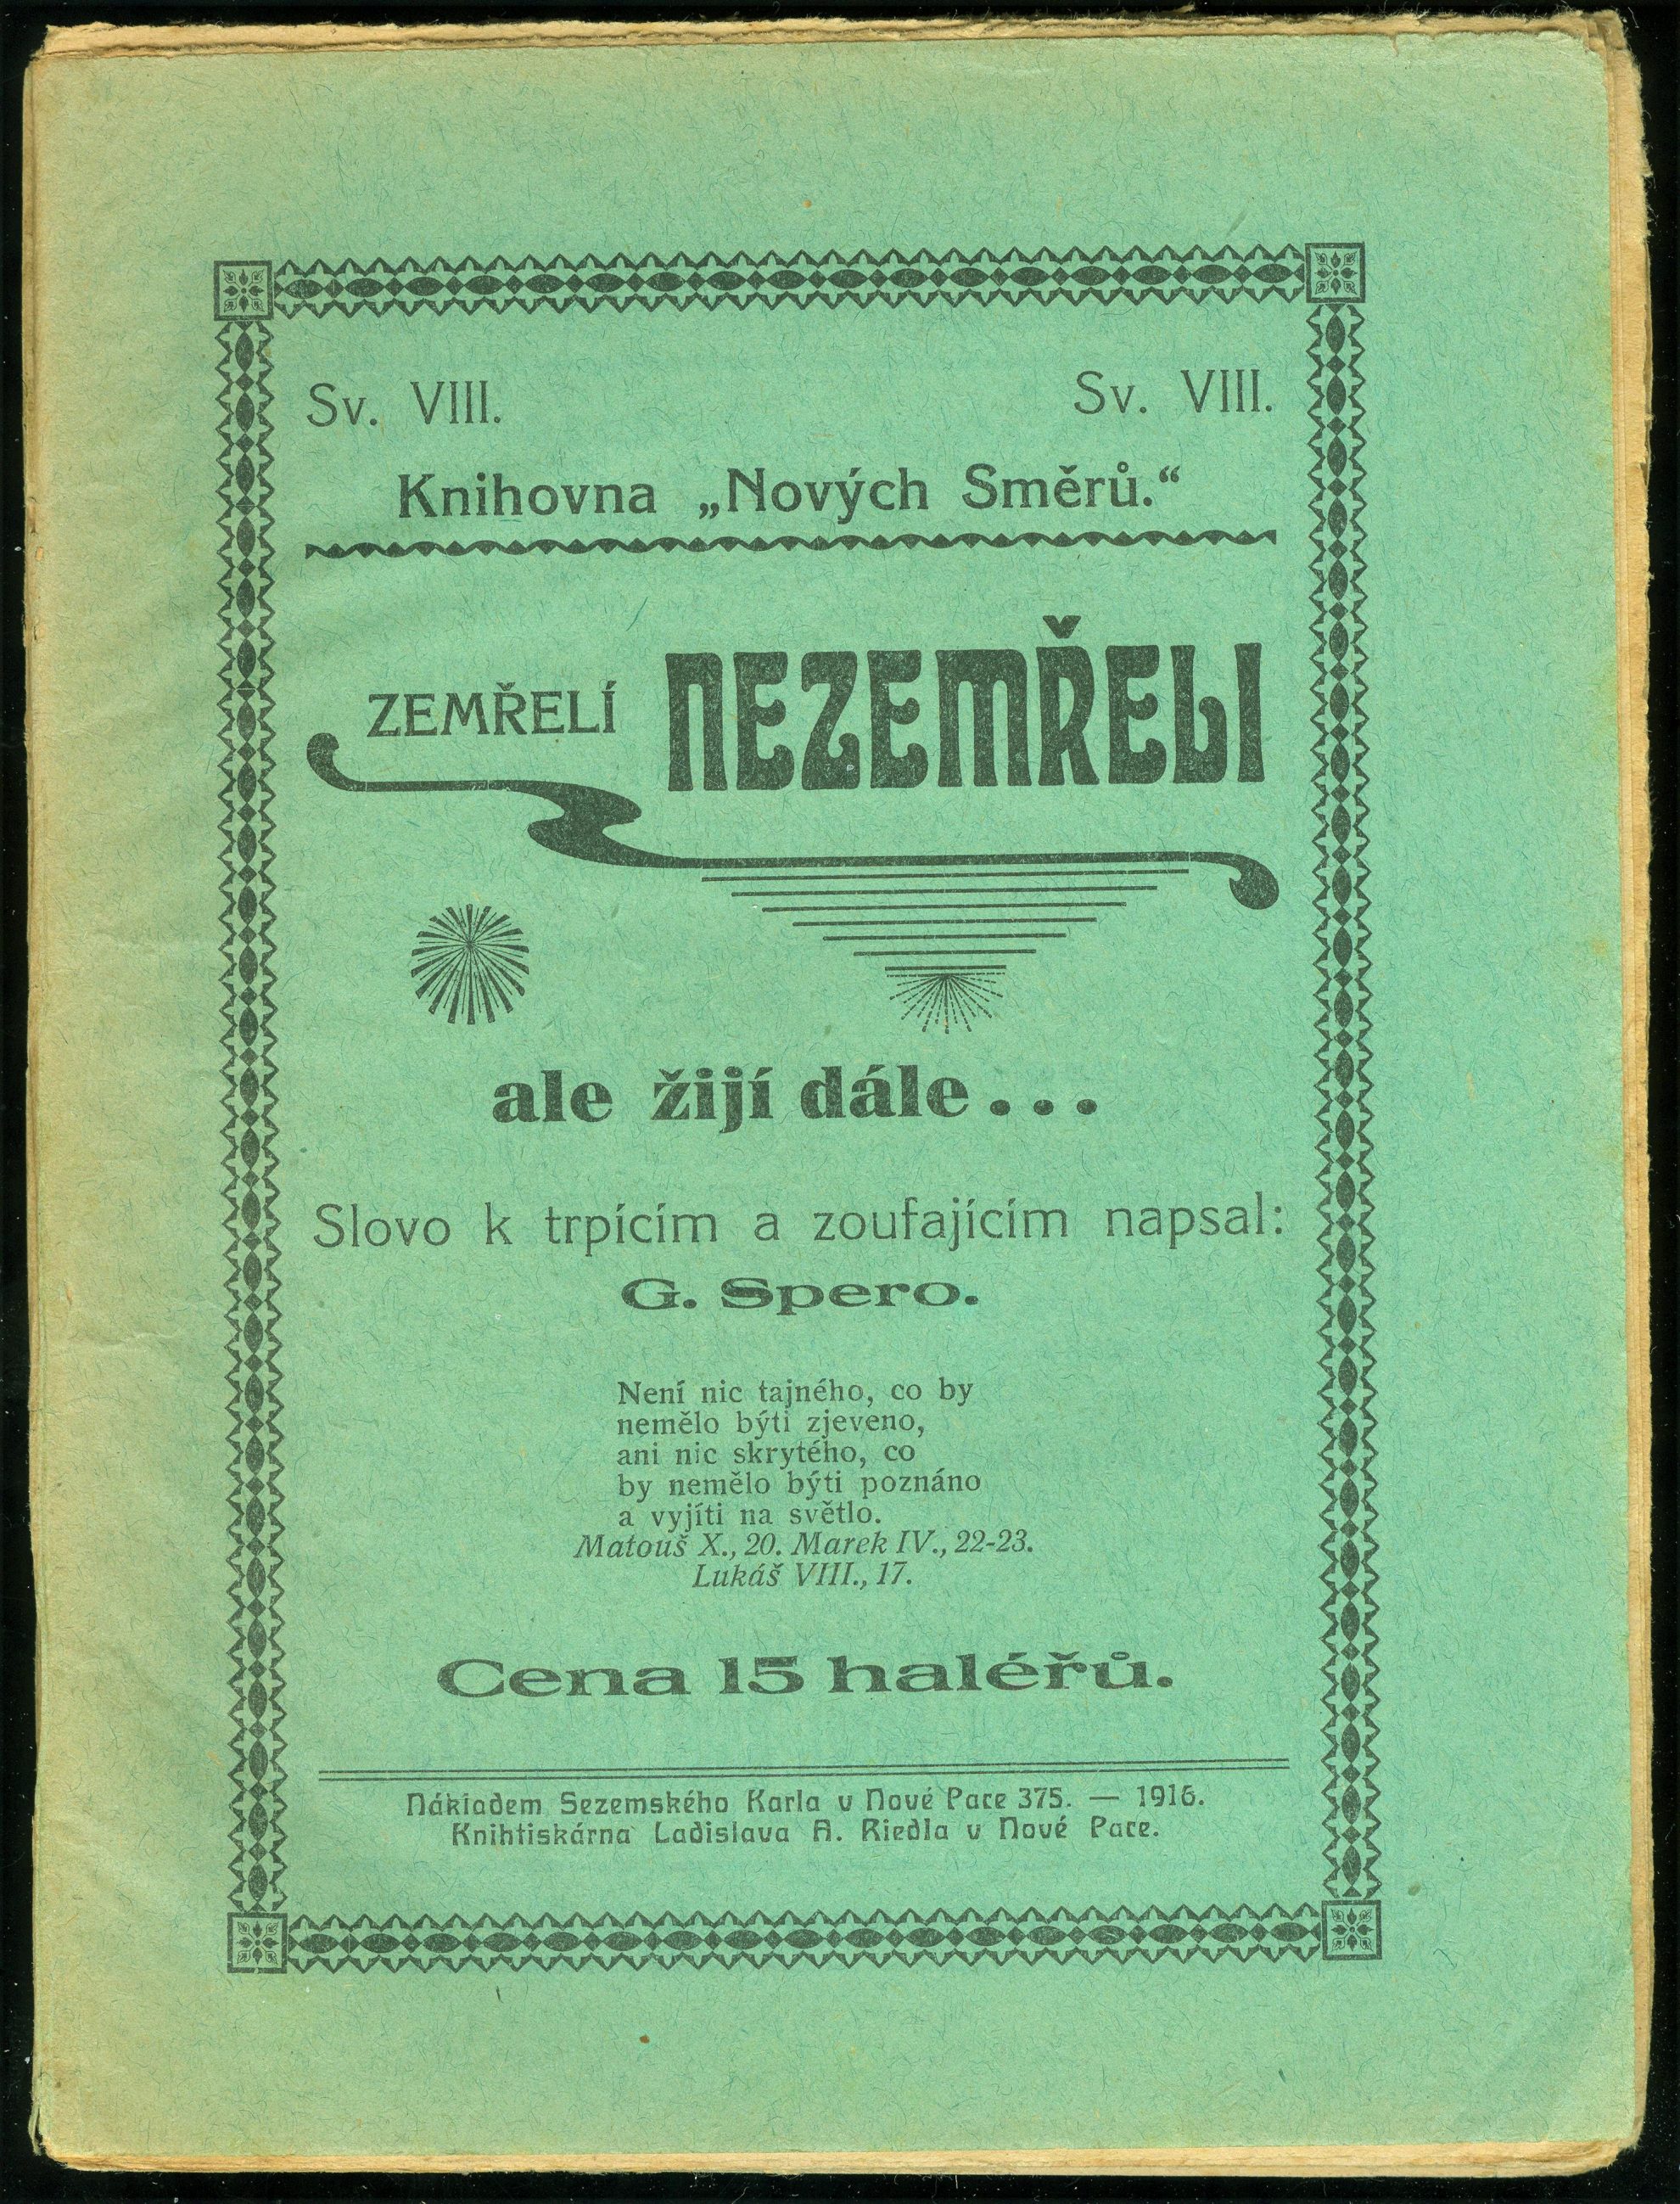 Sv. VIII. Sv. VIII.
Knihovna „Nových Směrů.“
ZEMŘELÍ NEZEMŘELI
ale žijí dále...
Slovo k trpícím a zoufajícím napsal:
G. Spero.
Není nic tajného, co by
nemělo býti zjeveno,
ani nic skrytého, co
by nemělo býti poznáno
a vyjíti na světlo.
Matouš X., 20. Marek IV., 22-23.
Lukáš VIII., 17.
Cena 15 haléřů.
Nákladem Sezemského Karla v Nové Pace 375. — 1916.
Knihtiskárna Ladislava A. Riedla v Nové Pace.